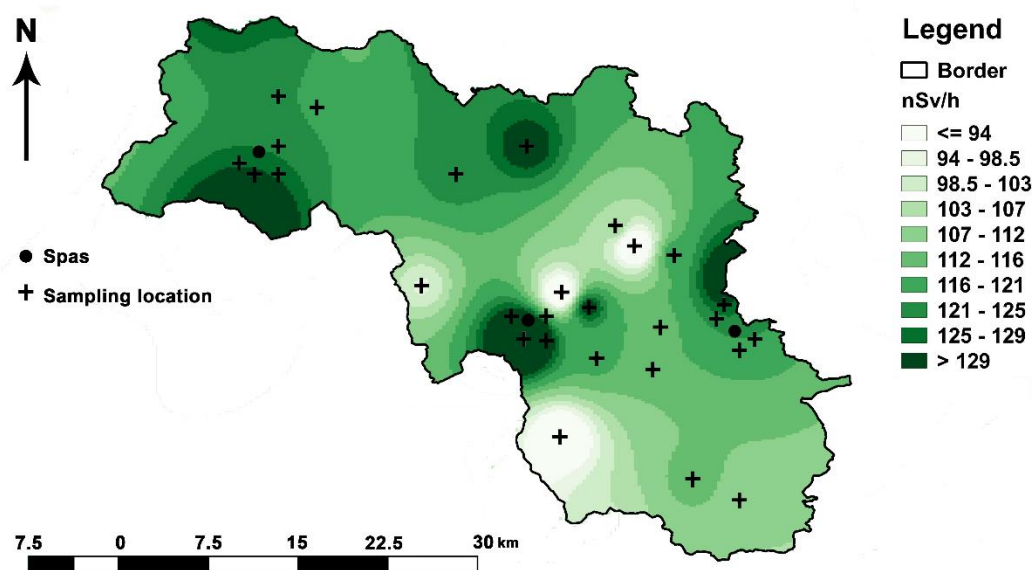 N
Legend
Border
nSv/h
<= 94
94 - 98.5
98.5 - 103
103 - 107
107 - 112
112 - 116
116 - 121
121 - 125
125 - 129
> 129
Spas
Sampling location
7.5 0 7.5 15 22.5 30 km